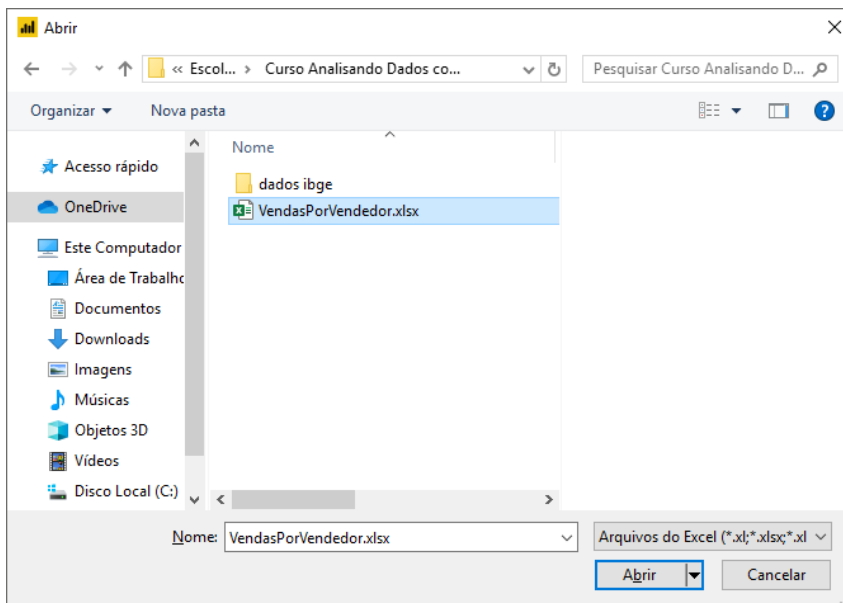 Abrir
« Escol... > Curso Analisando Dados co...
Pesquisar Curso Analisando D...
Organizar
Nova pasta
Nome
Acesso rápido
OneDrive
Este Computador
Área de Trabalho
Documentos
Downloads
Imagens
Músicas
Objetos 3D
Vídeos
Disco Local (C:)
dados ibge
VendasPorVendedor.xlsx
Nome: VendasPorVendedor.xlsx
Arquivos do Excel (*.xl;*.xlsx;*.xl
Abrir
Cancelar